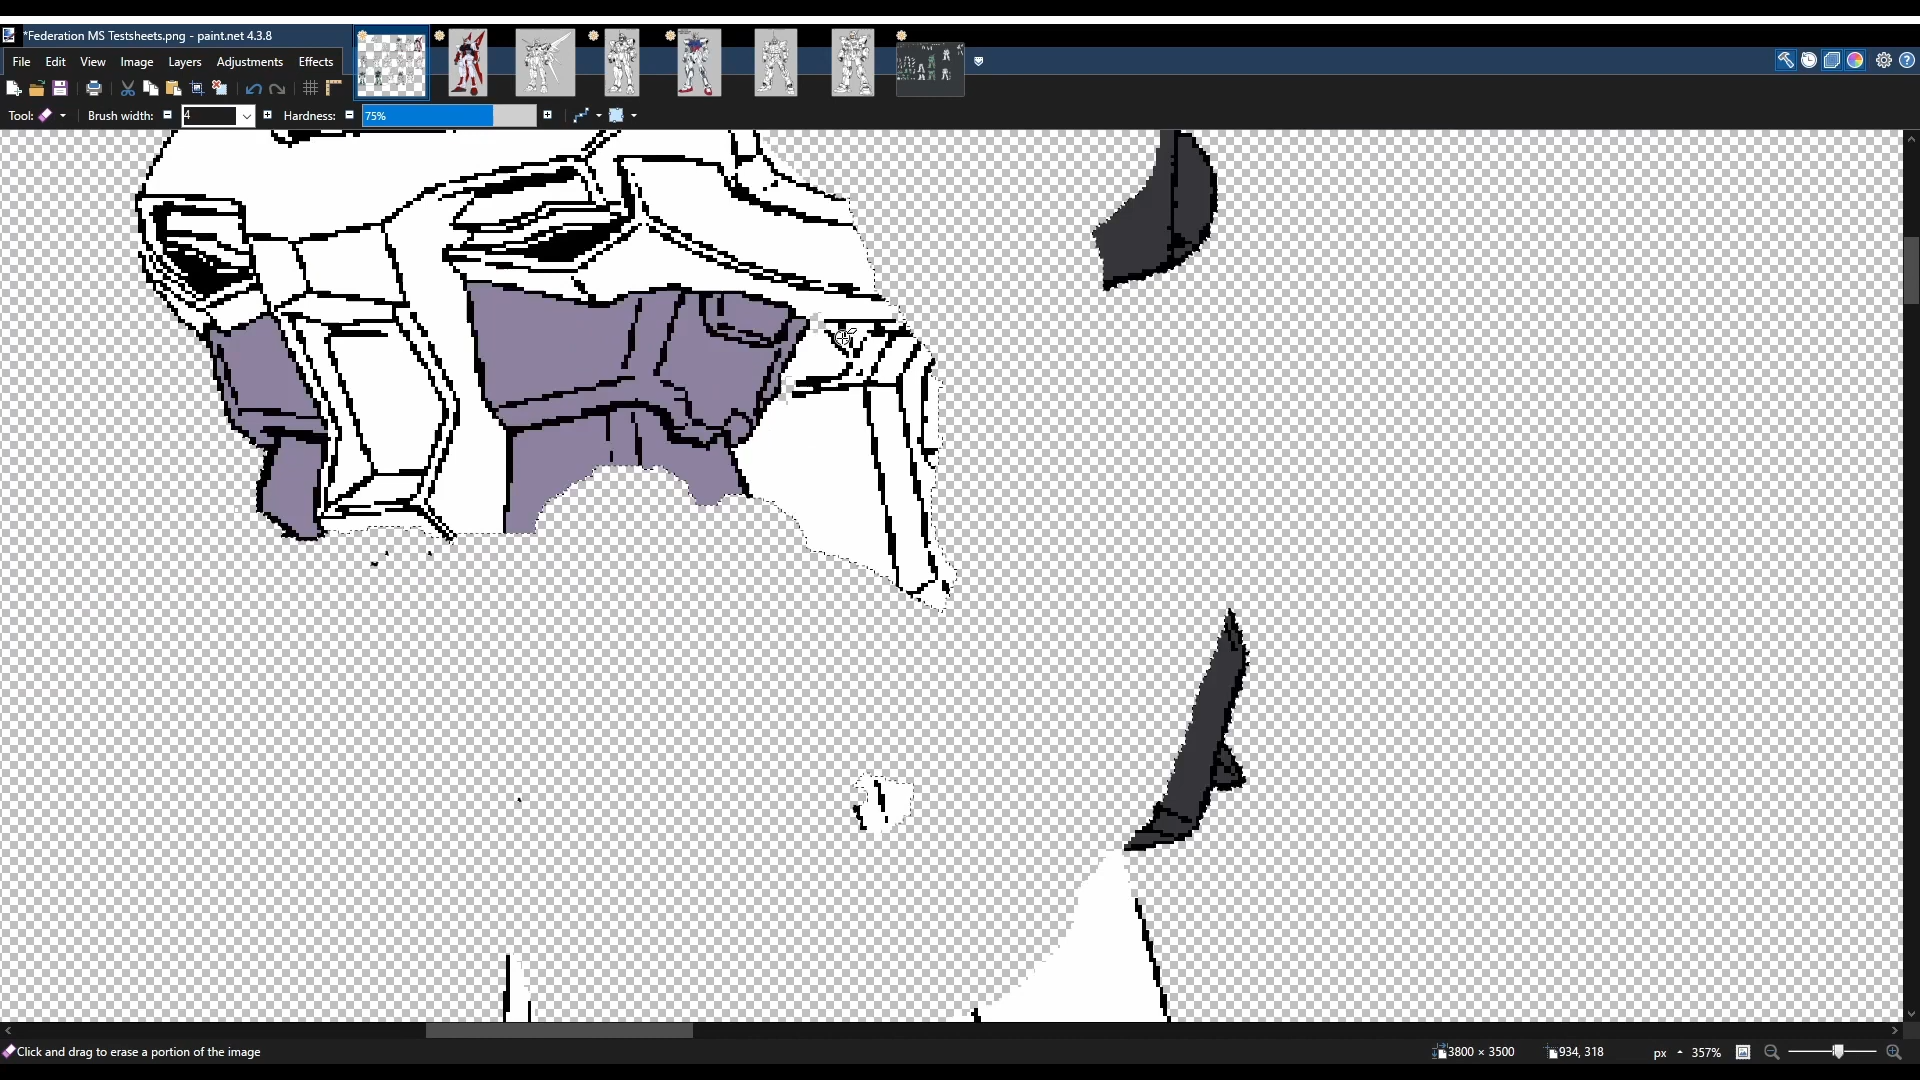 *Federation MS Testsheets.png - paint.net 4.3.8
File Edit View Image Layers Adjustments Effects
Tool: Brush width: 4 Hardness: 75%
Click and drag to erase a portion of the image 3800 × 3500 934, 318 px 357%